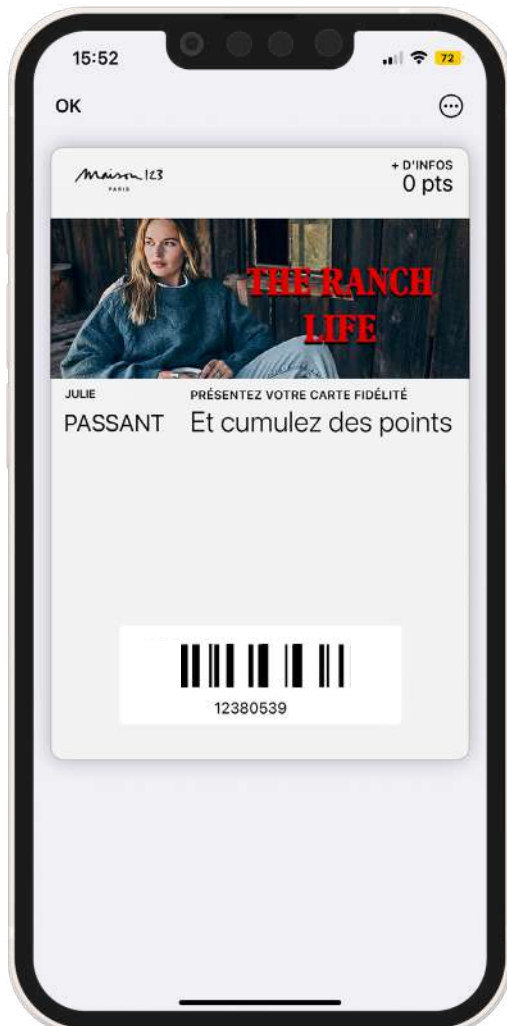 15:52
72
OK
Maison 123
PARIS
+ D'INFOS
0 pts
THE RANCH
LIFE
JULIE
PASSANT
PRÉSENTEZ VOTRE CARTE FIDÉLITÉ
Et cumulez des points
12380539